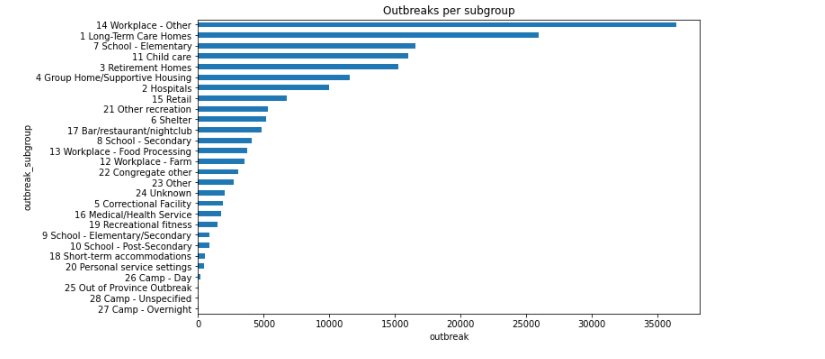 Outbreaks per subgroup
14 Workplace - Other
1 Long-Term Care Homes
7 School - Elementary
11 Child care
3 Retirement Homes
4 Group Home/Supportive Housing
2 Hospitals
15 Retail
21 Other recreation
6 Shelter
17 Bar/restaurant/nightclub
8 School - Secondary
13 Workplace - Food Processing
12 Workplace - Farm
22 Congregate other
23 Other
24 Unknown
5 Correctional Facility
16 Medical/Health Service
19 Recreational fitness
9 School - Elementary/Secondary
10 School - Post-Secondary
18 Short-term accommodations
20 Personal service settings
26 Camp - Day
25 Out of Province Outbreak
28 Camp - Unspecified
27 Camp - Overnight
outbreak_subgroup
0 5000 10000 15000 20000 25000 30000 35000
outbreak